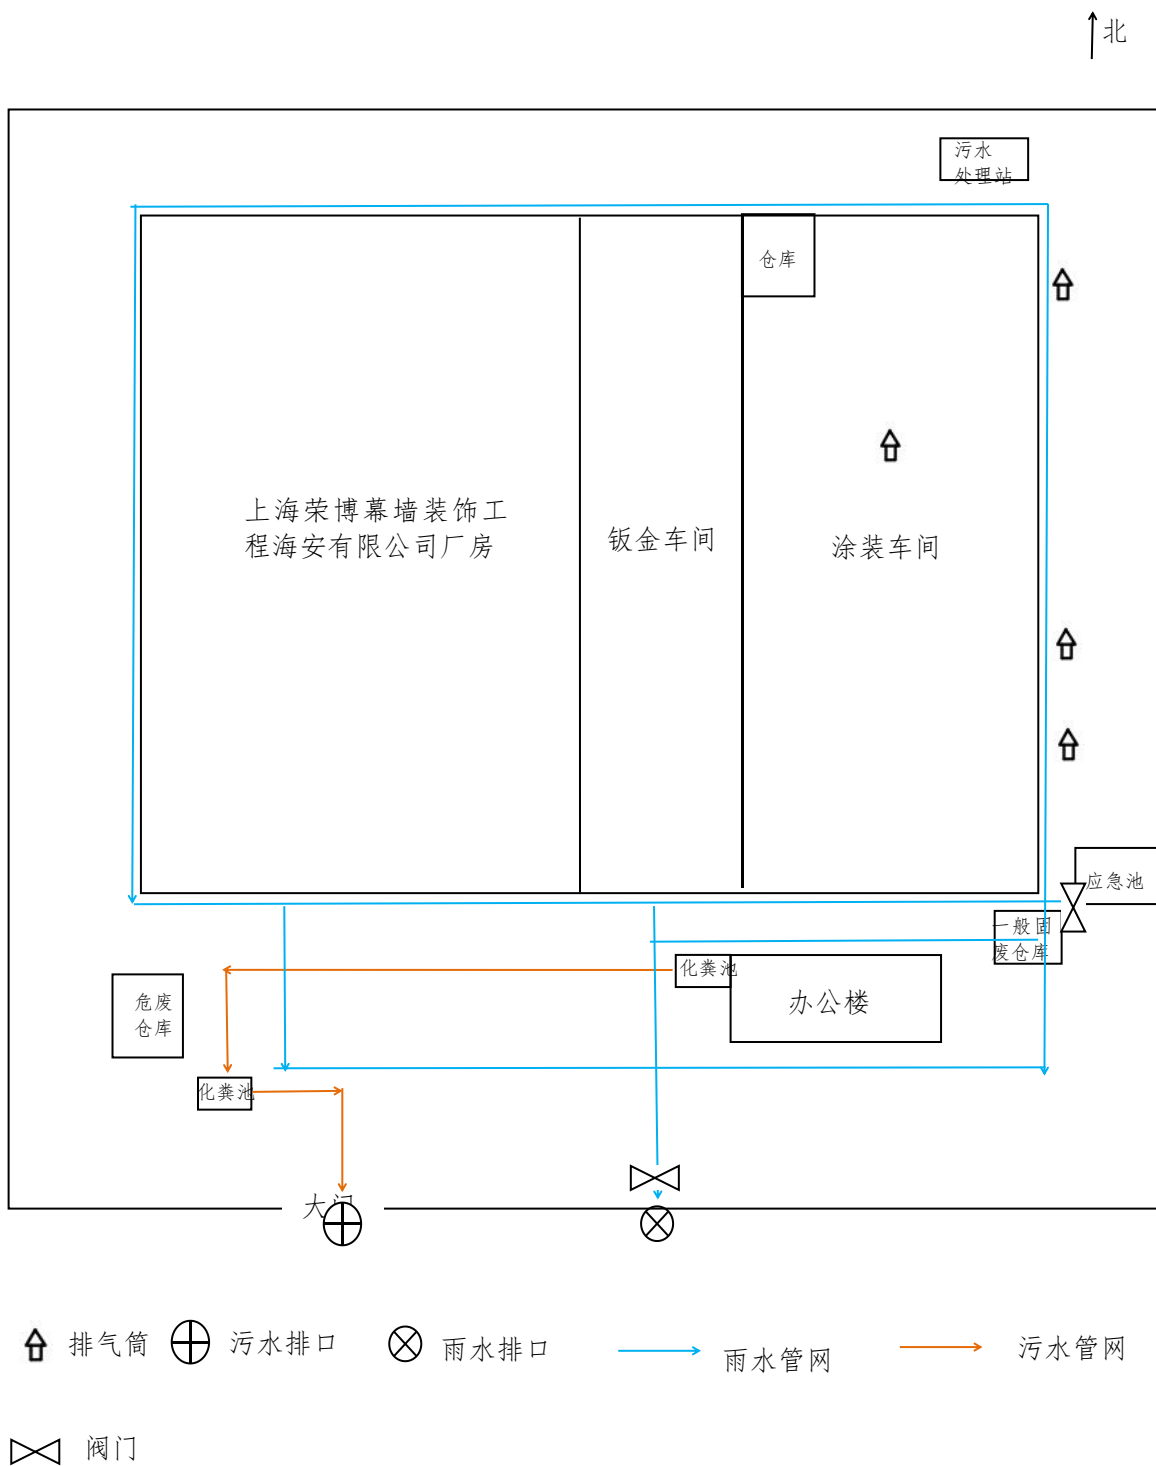 北
污水
处理站
仓库
上海荣博幕墙装饰工
程海安有限公司厂房
钣金车间
涂装车间
应急池
一般固
废仓库
化粪池
办公楼
危废
仓库
化粪池
大门
排气筒
污水排口
雨水排口
雨水管网
污水管网
阀门